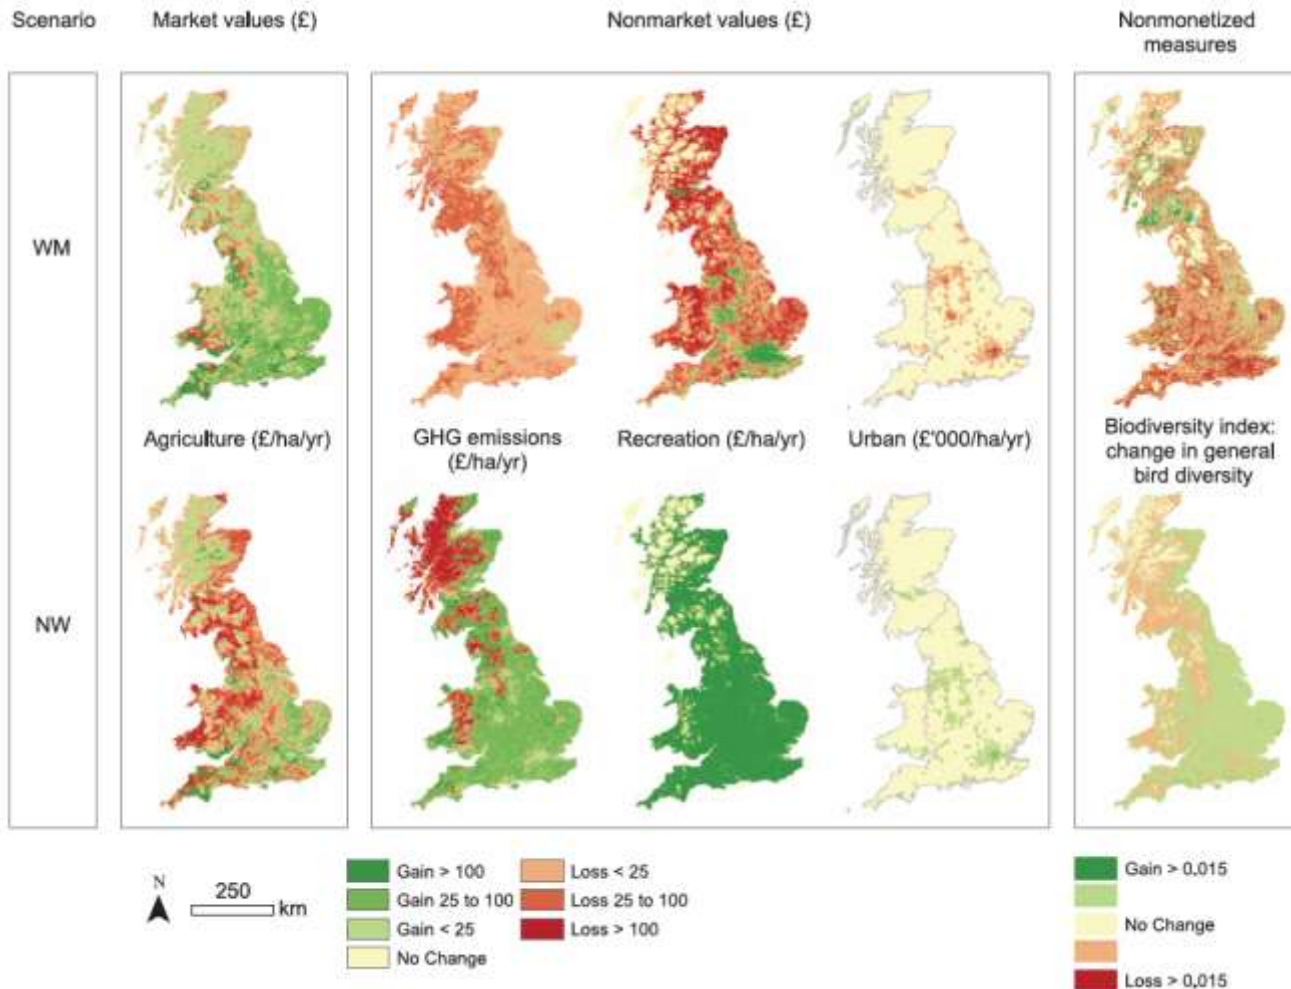 Scenario
Market values (£)
Nonmarket values (£)
Nonmonetized
measures
WM
Agriculture (£/ha/yr)
GHG emissions
(£/ha/yr)
Recreation (£/ha/yr)
Urban (£'000/ha/yr)
Biodiversity index:
change in general
bird diversity
NW
N
250
km
Gain > 100
Gain 25 to 100
Gain < 25
No Change
Loss < 25
Loss 25 to 100
Loss > 100
Gain > 0.015
No Change
Loss > 0.015